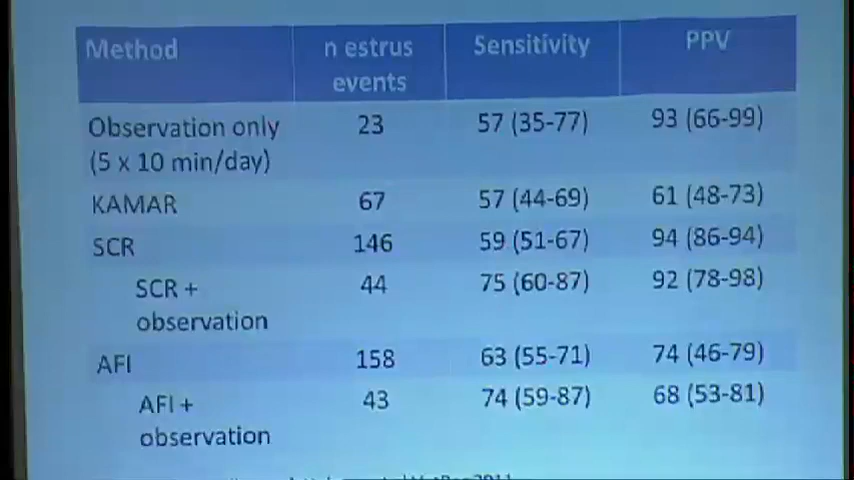 Method n estrus events Sensitivity PPV
Observation only (5 x 10 min/day) 23 57 (35-77) 93 (66-99)
KAMAR 67 57 (44-69) 61 (48-73)
SCR 146 59 (51-67) 94 (86-94)
SCR + observation 44 75 (60-87) 92 (78-98)
AFI 158 63 (55-71) 74 (46-79)
AFI + observation 43 74 (59-87) 68 (53-81)
2011